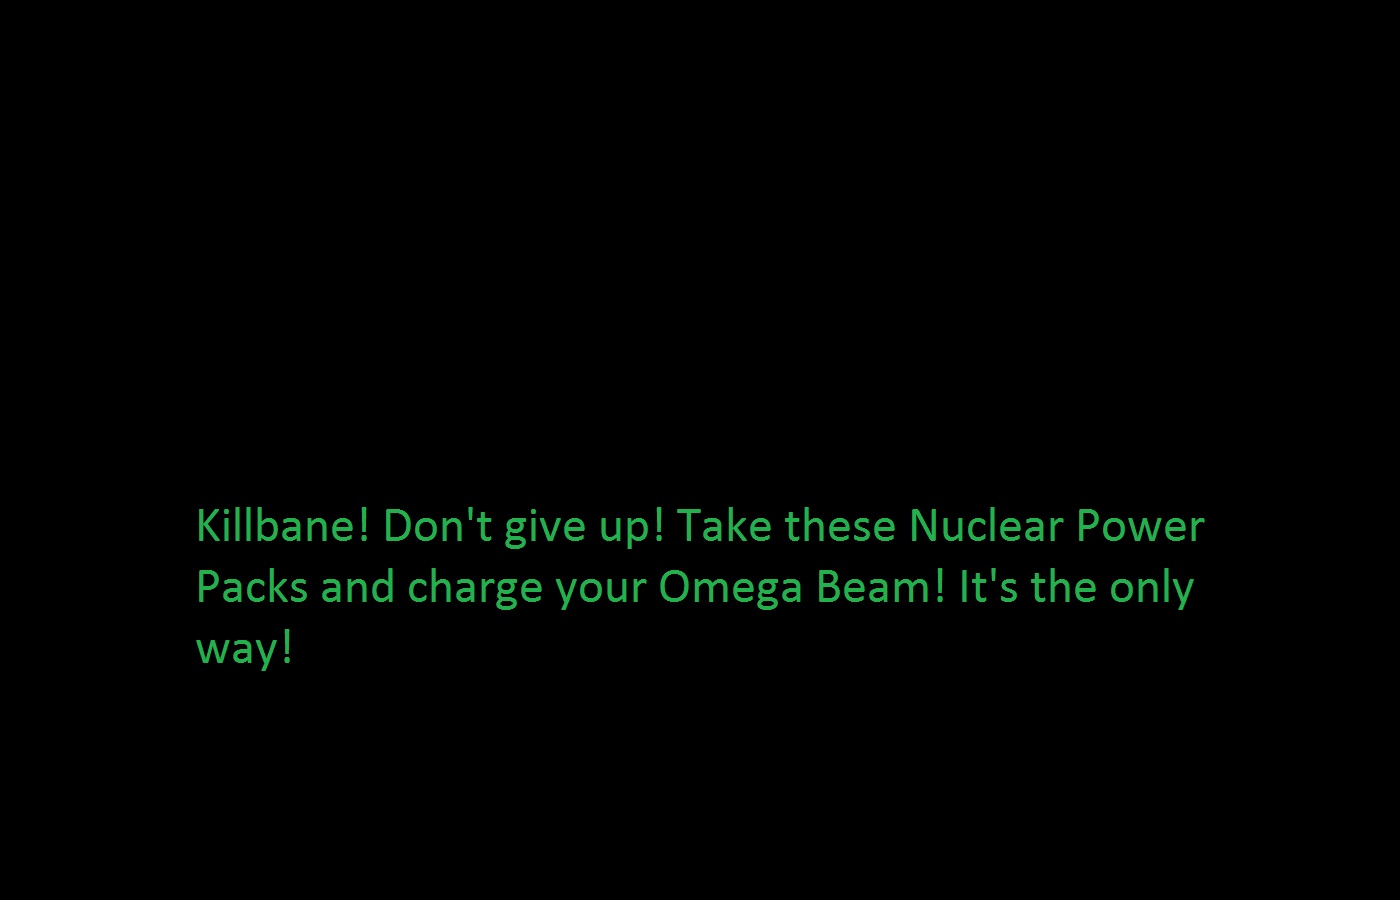 Killbane! Don't give up! Take these Nuclear Power
Packs and charge your Omega Beam! It's the only
way!